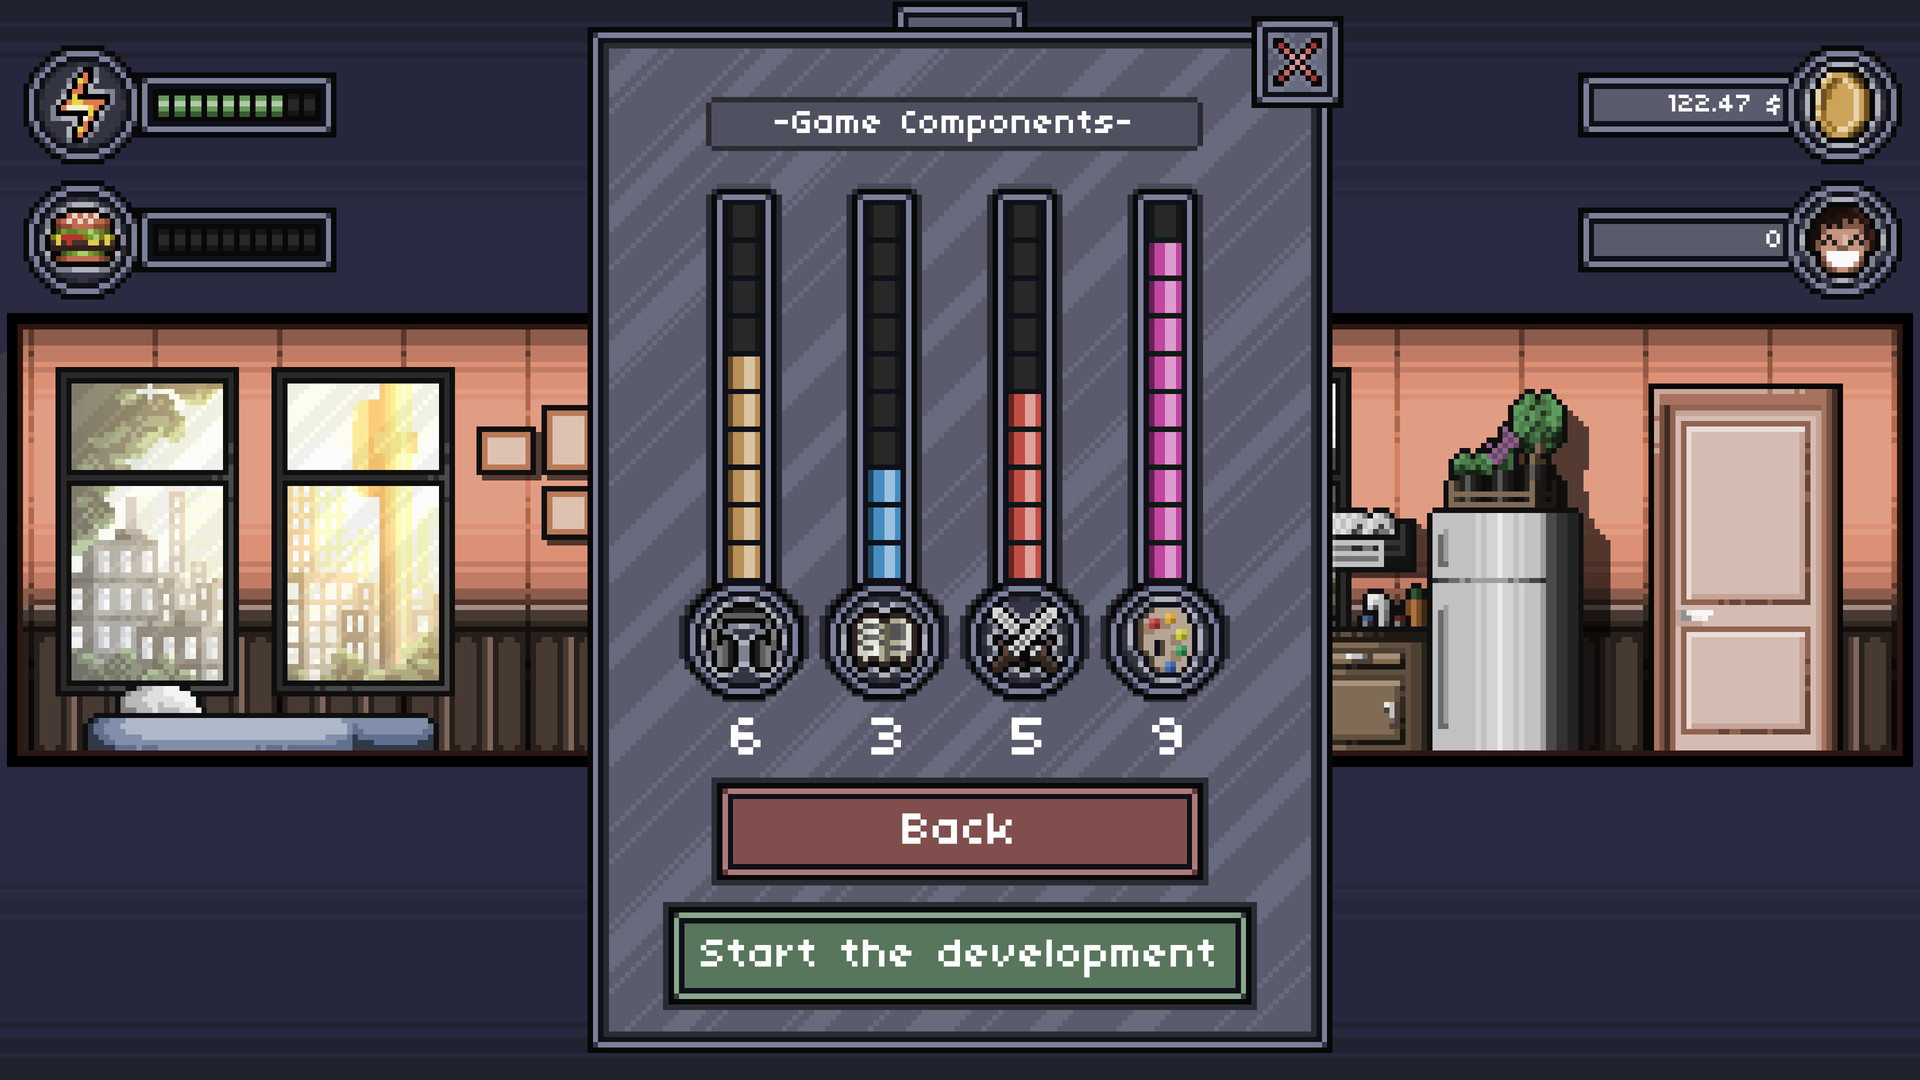 122.47 $
0
-Game Components-
6 3 5 9
Back
Start the development